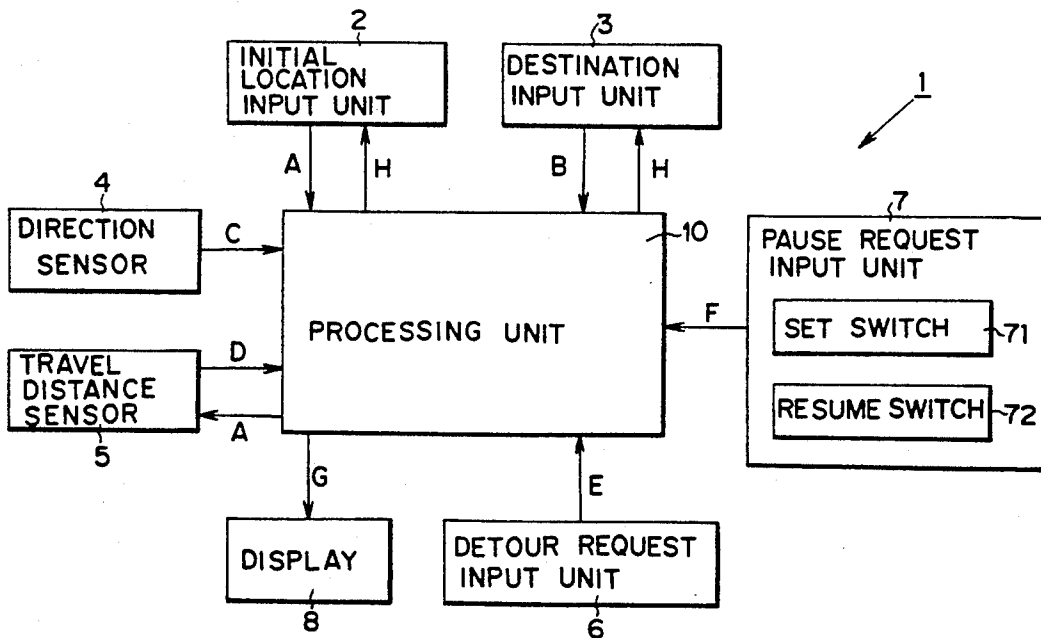 2
INITIAL
LOCATION
INPUT UNIT
3
DESTINATION
INPUT UNIT
1
A
H
B
H
4
DIRECTION
SENSOR
C
10
7
PAUSE REQUEST
INPUT UNIT
PROCESSING UNIT
F
SET SWITCH
71
TRAVEL
DISTANCE
SENSOR
D
A
5
RESUME SWITCH
72
G
E
DISPLAY
8
DETOUR REQUEST
INPUT UNIT
6